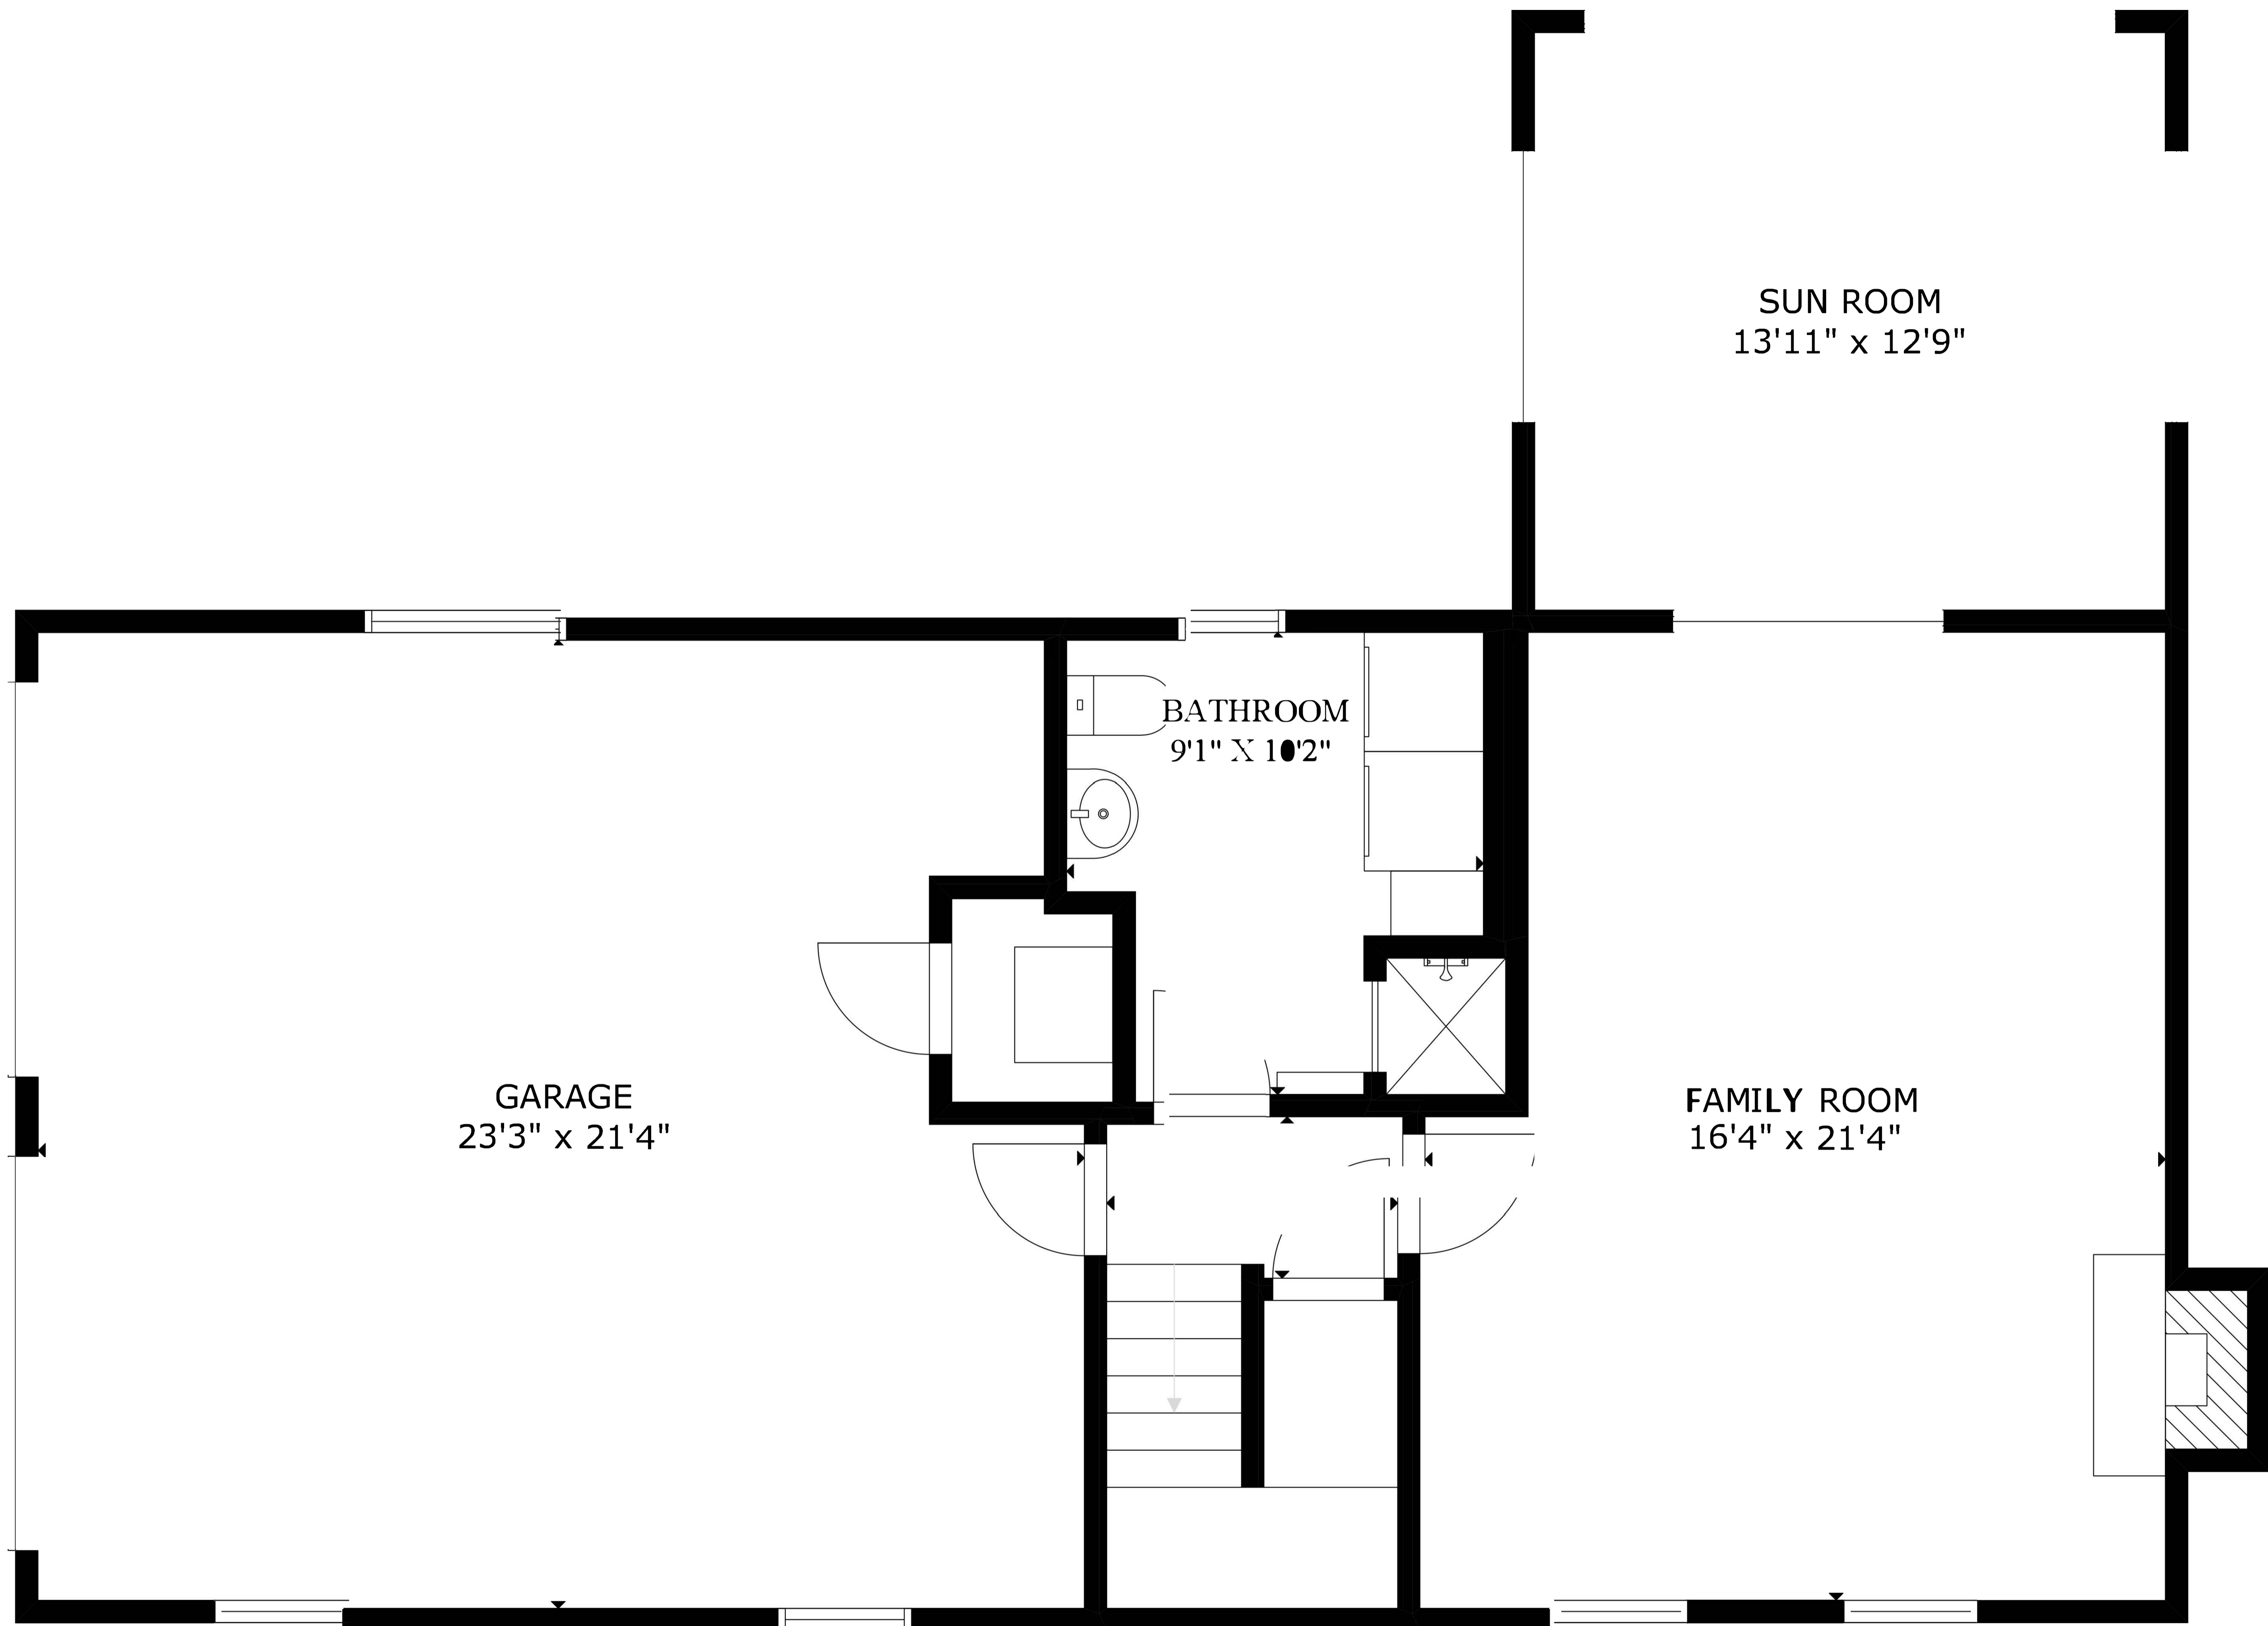 SUN ROOM
13'11" x 12'9"
BATHROOM
9'1" X 10'2"
GARAGE
23'3" x 21'4"
FAMILY ROOM
16'4" x 21'4"